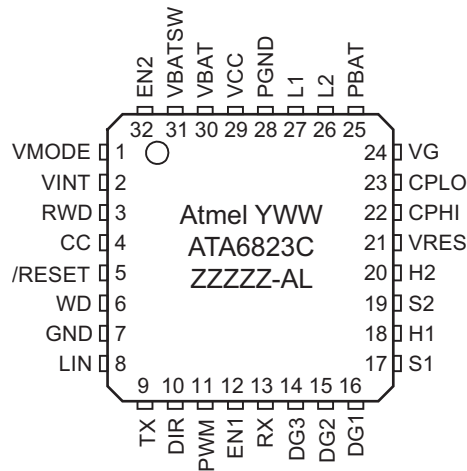 EN2 VBATSW VBAT VCC PGND L1 L2 PBAT
32 31 30 29 28 27 26 25
VMODE 1 24 VG
VINT 2 23 CPLO
RWD 3 Atmel YWW 22 CPHI
CC 4 ATA6823C 21 VRES
/RESET 5 ZZZZZ-AL 20 H2
WD 6 19 S2
GND 7 18 H1
LIN 8 17 S1
9 10 11 12 13 14 15 16
TX DIR PWM EN1 RX DG3 DG2 DG1